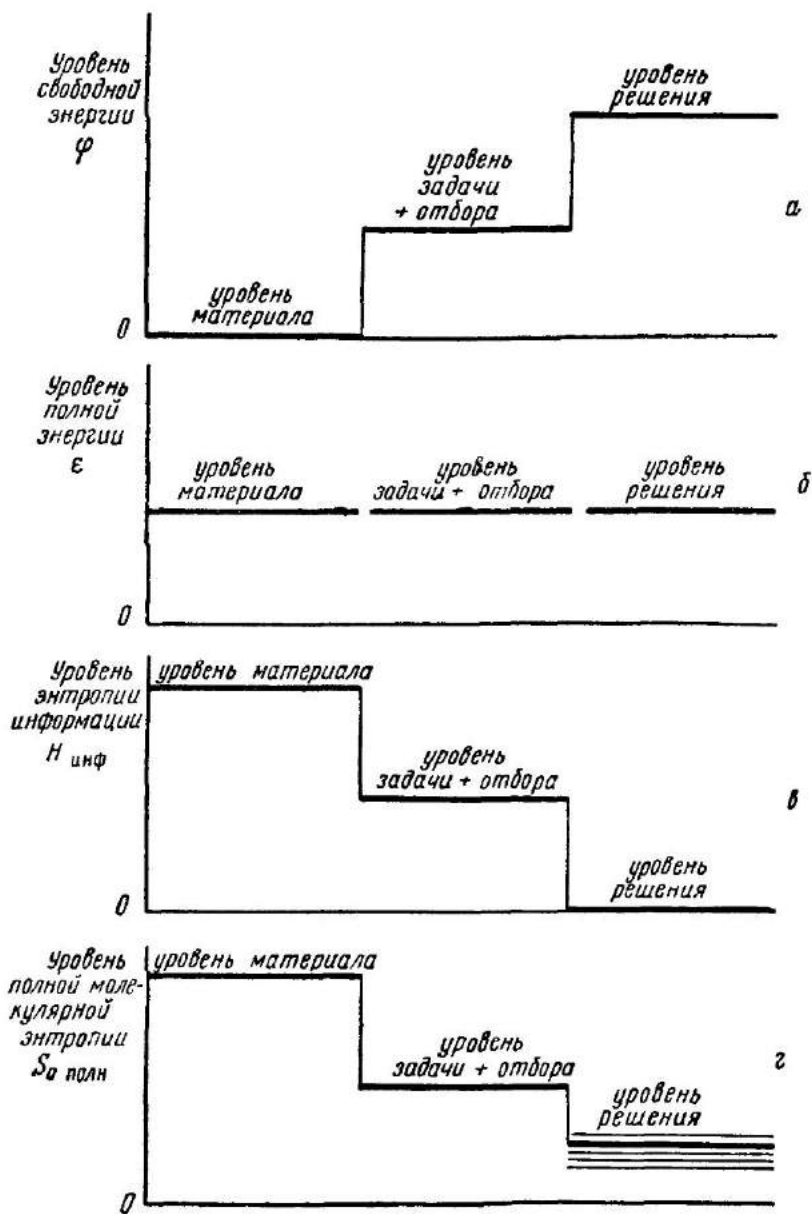 Уровень
свободной
энергии
φ
уровень
решения
уровень
задачи
+ отбора
а
уровень
материала
0
Уровень
полной
энергии
ε
уровень
материала
уровень
задачи + отбора
уровень
решения
б
0
Уровень
энтропии
информации
H инф
уровень материала
уровень
задачи + отбора
в
уровень
решения
0
Уровень
полной моле-
кулярной
энтропии
Sа полн
уровень материала
уровень
задачи + отбора
г
уровень
решения
0